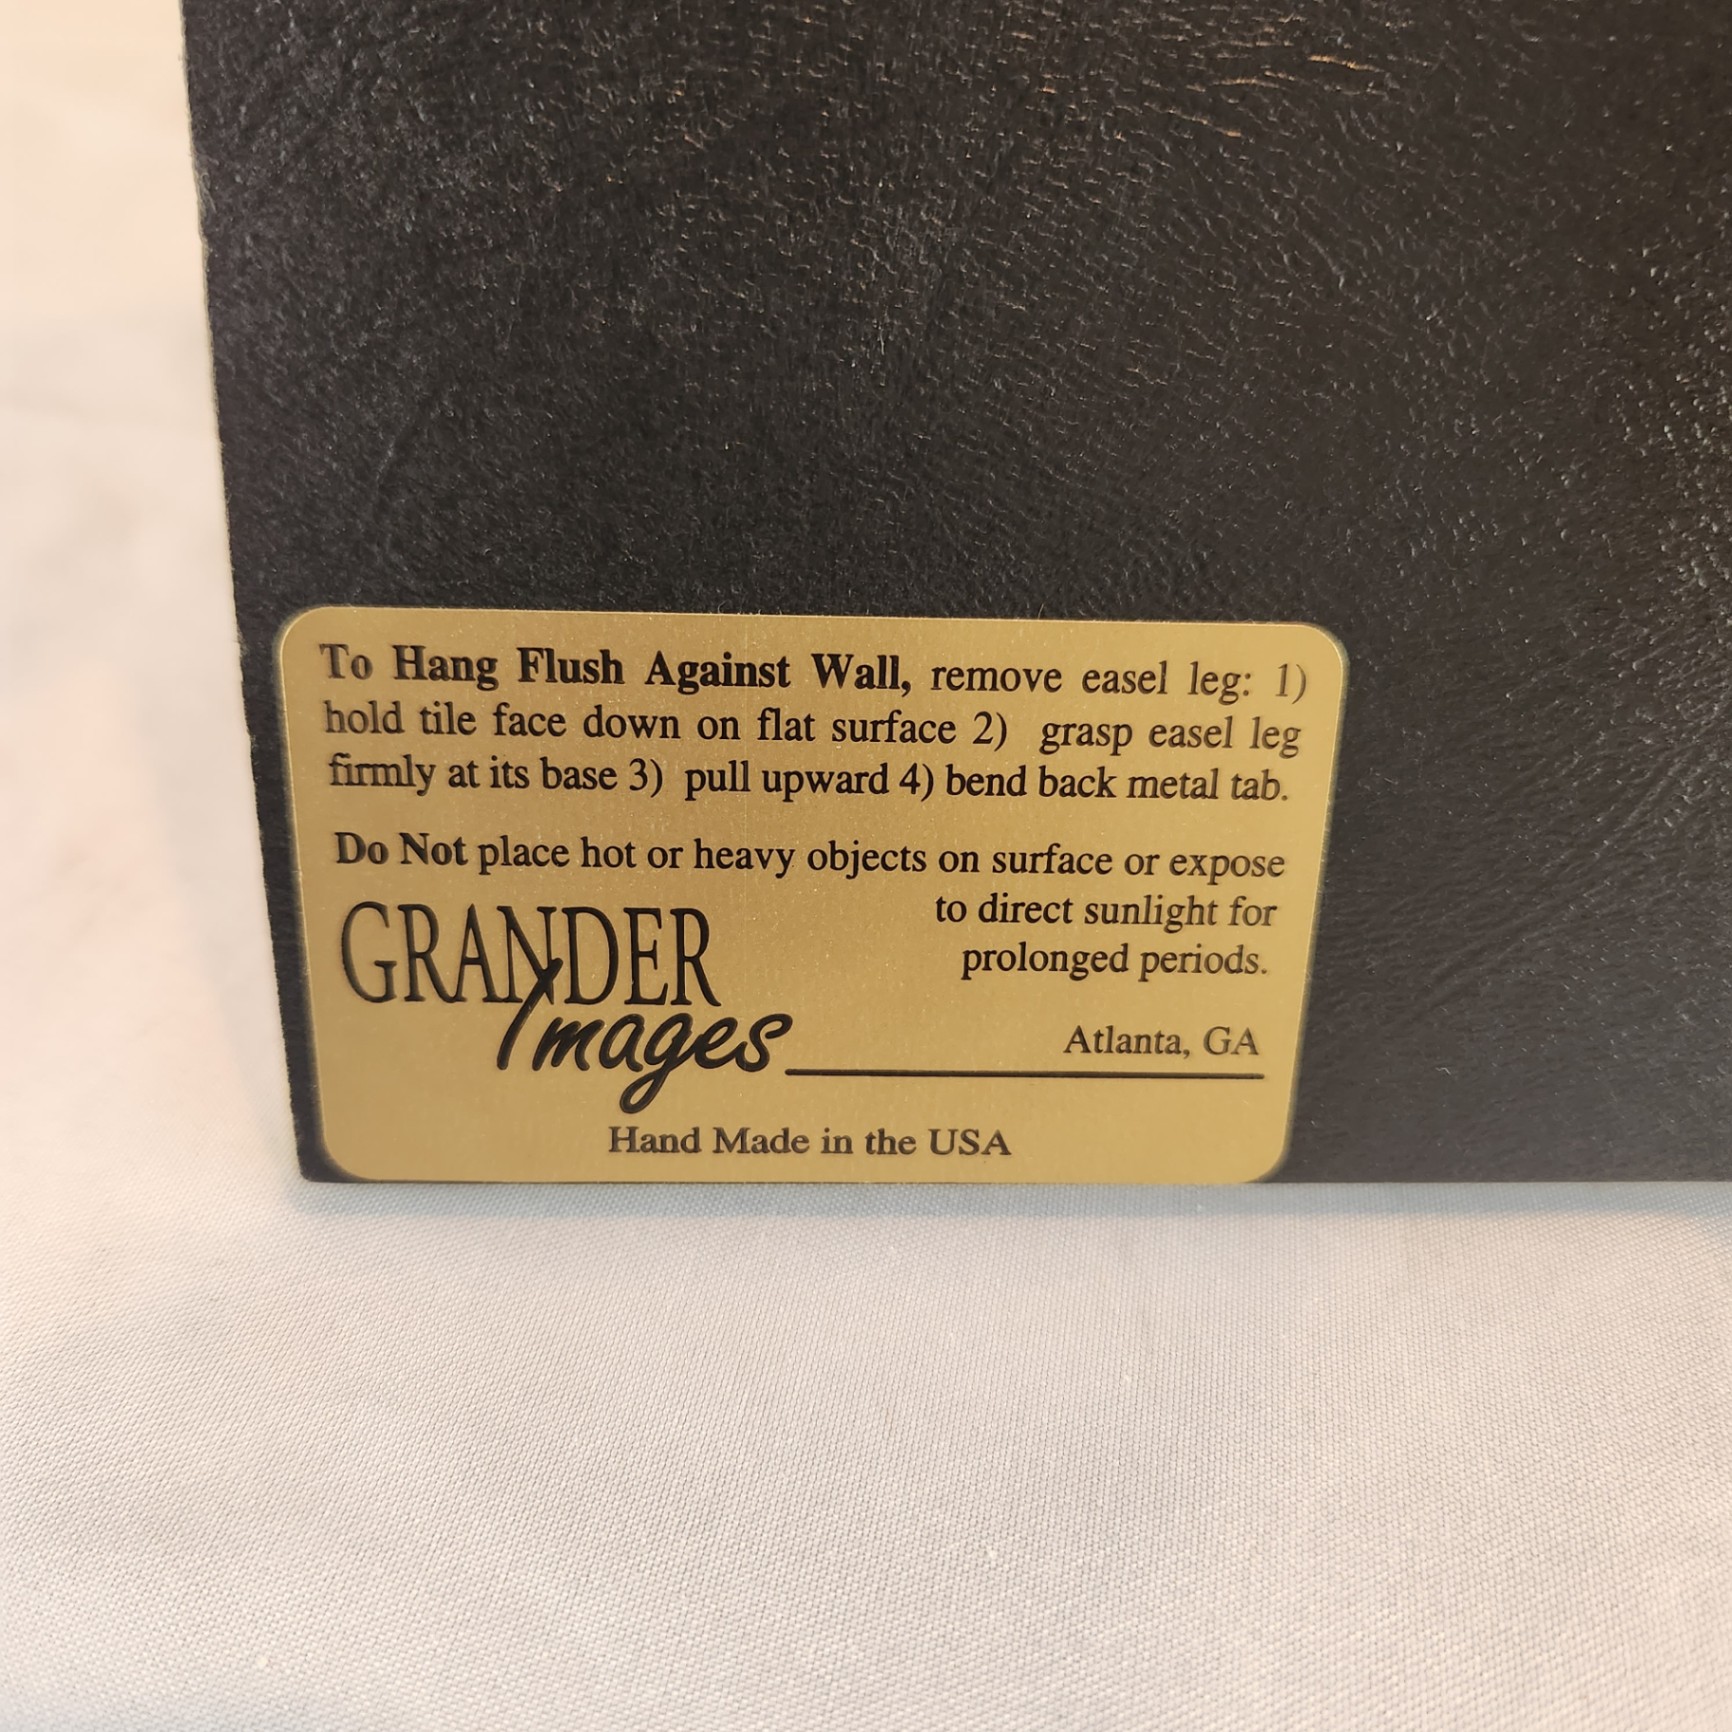 To Hang Flush Against Wall, remove easel leg: 1)
hold tile face down on flat surface 2) grasp easel leg
firmly at its base 3) pull upward 4) bend back metal tab.
Do Not place hot or heavy objects on surface or expose
to direct sunlight for
prolonged periods.
GRANDER
Images
Atlanta, GA
Hand Made in the USA